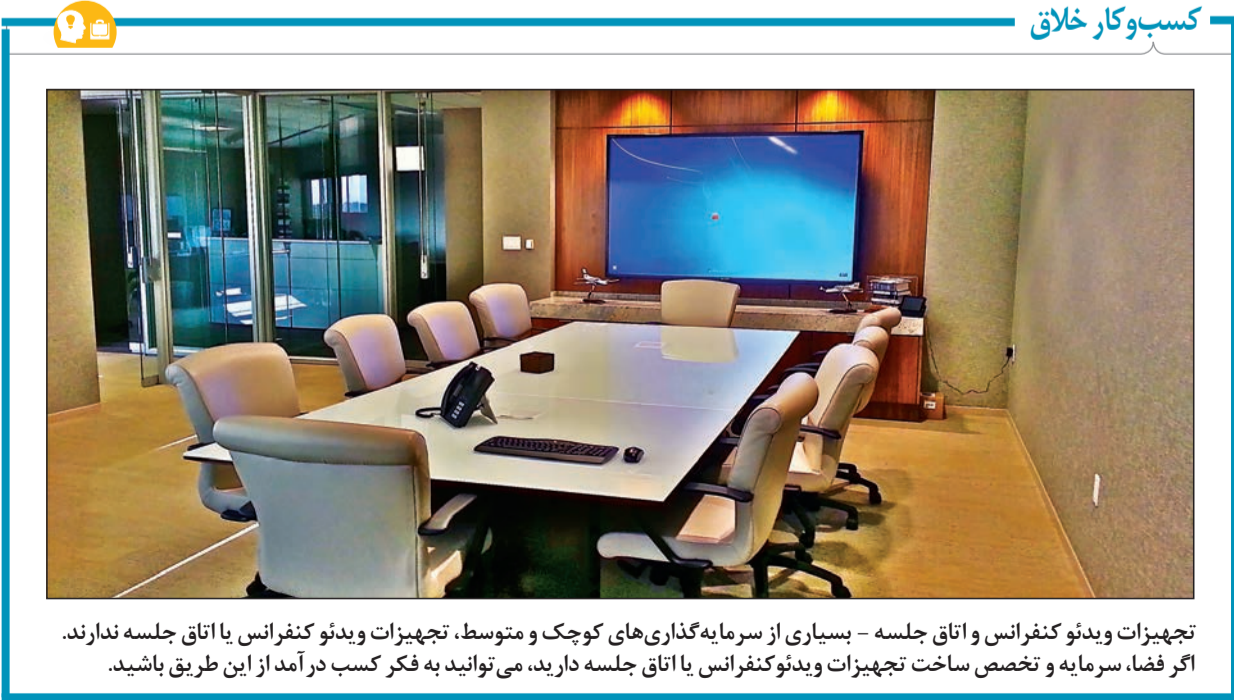 کسب‌وکار خلاق
تجهیزات ویدئو کنفرانس و اتاق جلسه - بسیاری از سرمایه‌گذاری‌های کوچک و متوسط، تجهیزات ویدئو کنفرانس یا اتاق جلسه ندارند.
اگر فضا، سرمایه و تخصص ساخت تجهیزات ویدئوکنفرانس یا اتاق جلسه دارید، می‌توانید به فکر کسب درآمد از این طریق باشید.